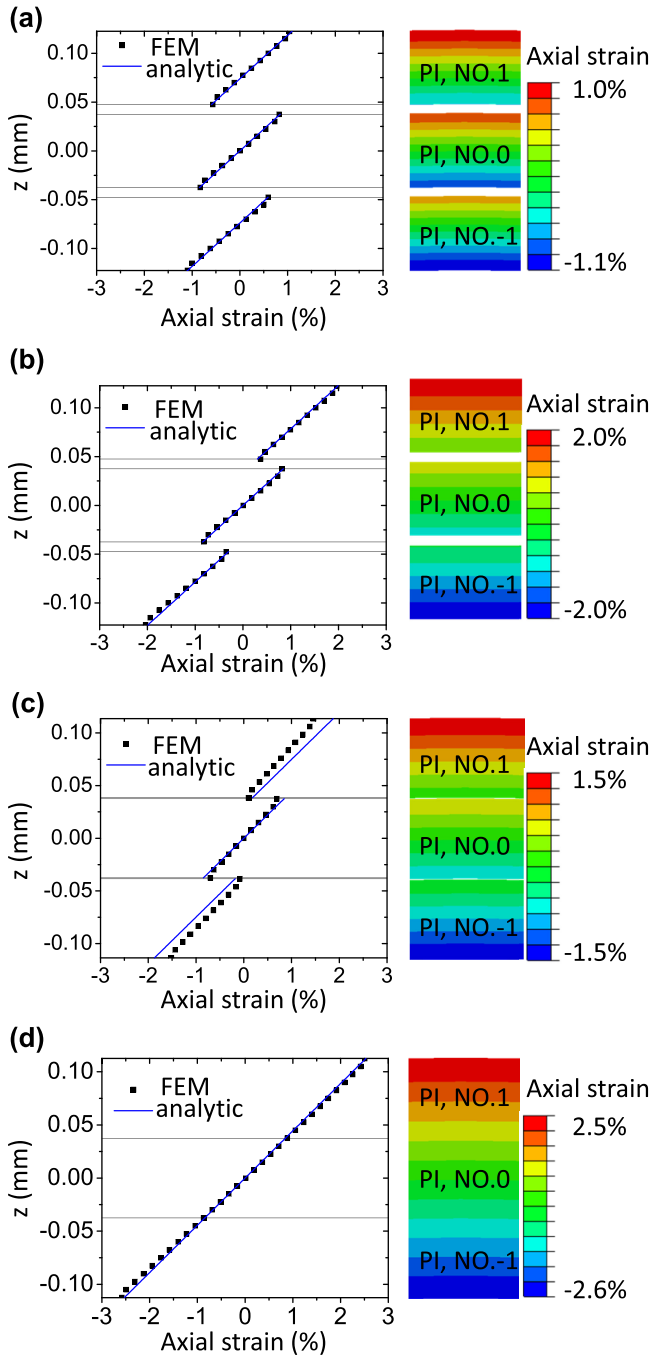 (a)
FEM
analytic
0.10
0.05
0.00
-0.05
-0.10
z (mm)
-3 -2 -1 0 1 2 3
Axial strain (%)
PI, NO.1
PI, NO.0
PI, NO.-1
Axial strain
1.0%
-1.1%
(b)
FEM
analytic
0.10
0.05
0.00
-0.05
-0.10
z (mm)
-3 -2 -1 0 1 2 3
Axial strain (%)
PI, NO.1
PI, NO.0
PI, NO.-1
Axial strain
2.0%
-2.0%
(c)
FEM
analytic
0.10
0.05
0.00
-0.05
-0.10
z (mm)
-3 -2 -1 0 1 2 3
Axial strain (%)
PI, NO.1
PI, NO.0
PI, NO.-1
Axial strain
1.5%
-1.5%
(d)
FEM
analytic
0.10
0.05
0.00
-0.05
-0.10
z (mm)
-3 -2 -1 0 1 2 3
Axial strain (%)
PI, NO.1
PI, NO.0
PI, NO.-1
Axial strain
2.5%
-2.6%